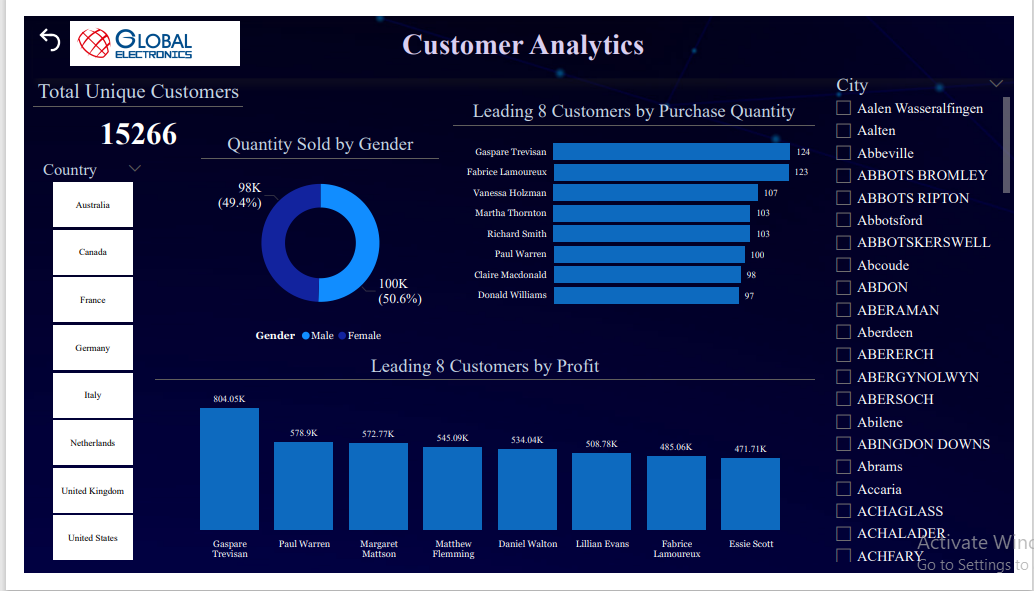 GLOBAL
ELECTRONICS
Customer Analytics
Total Unique Customers
15266
Country
Australia
Canada
France
Germany
Italy
Netherlands
United Kingdom
United States
Quantity Sold by Gender
98K
(49.4%)
100K
(50.6%)
Gender Male Female
Leading 8 Customers by Purchase Quantity
Gaspare Trevisan 124
Fabrice Lamoureux 123
Vanessa Holzman 107
Martha Thornton 103
Richard Smith 103
Paul Warren 100
Claire Macdonald 98
Donald Williams 97
Leading 8 Customers by Profit
804.05K
578.9K
572.77K
545.09K
534.04K
508.78K
485.06K
471.71K
Gaspare
Trevisan
Paul Warren
Margaret
Mattson
Matthew
Flemming
Daniel Walton
Lillian Evans
Fabrice
Lamoureux
Essie Scott
City
Aalen Wasseralfingen
Aalten
Abbeville
ABBOTS BROMLEY
ABBOTS RIPTON
Abbotsford
ABBOTSKERSWELL
Abcoude
ABDON
ABERAMAN
Aberdeen
ABERERCH
ABERGYNOLWYN
ABERSOCH
Abilene
ABINGDON DOWNS
Abrams
Accaria
ACHAGLASS
ACHALADER
ACHFARY
Activate Win
Go to Settings to